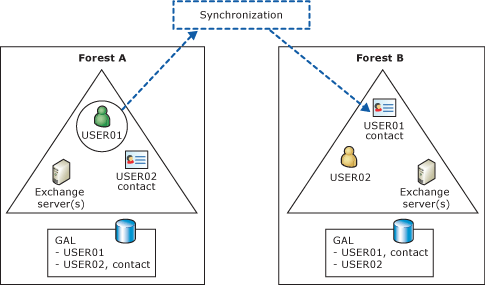 Synchronization
Forest A
USER01
USER02
contact
Exchange
server(s)
GAL
- USER01
- USER02, contact
Forest B
USER01
contact
USER02
Exchange
server(s)
GAL
- USER01, contact
- USER02